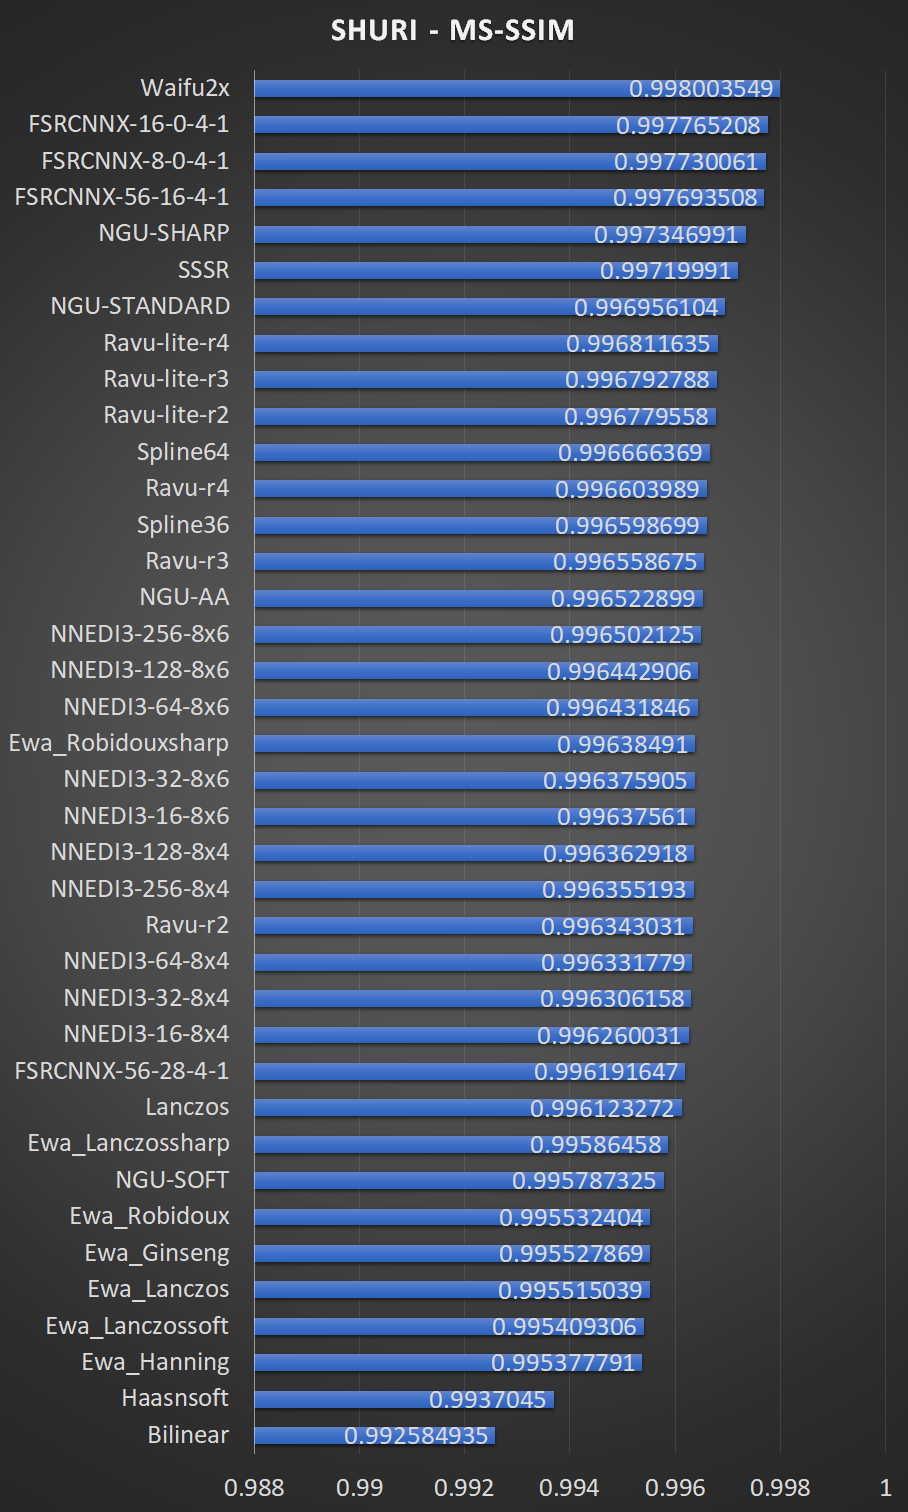 SHURI - MS-SSIM
Waifu2x 0.998003549
FSRCNNX-16-0-4-1 0.997765208
FSRCNNX-8-0-4-1 0.997730061
FSRCNNX-56-16-4-1 0.997693508
NGU-SHARP 0.997346991
SSSR 0.99719991
NGU-STANDARD 0.996956104
Ravu-lite-r4 0.996811635
Ravu-lite-r3 0.996792788
Ravu-lite-r2 0.996779558
Spline64 0.996666369
Ravu-r4 0.996603989
Spline36 0.996598699
Ravu-r3 0.996558675
NGU-AA 0.996522899
NNEDI3-256-8x6 0.996502125
NNEDI3-128-8x6 0.996442906
NNEDI3-64-8x6 0.996431846
Ewa_Robidouxsharp 0.99638491
NNEDI3-32-8x6 0.996375905
NNEDI3-16-8x6 0.99637561
NNEDI3-128-8x4 0.996362918
NNEDI3-256-8x4 0.996355193
Ravu-r2 0.996343031
NNEDI3-64-8x4 0.996331779
NNEDI3-32-8x4 0.996306158
NNEDI3-16-8x4 0.996260031
FSRCNNX-56-28-4-1 0.996191647
Lanczos 0.996123272
Ewa_Lanczossharp 0.99586458
NGU-SOFT 0.995787325
Ewa_Robidoux 0.995532404
Ewa_Ginseng 0.995527869
Ewa_Lanczos 0.995515039
Ewa_Lanczossoft 0.995409306
Ewa_Hanning 0.995377791
Haasnsoft 0.9937045
Bilinear 0.992584935
0.988 0.99 0.992 0.994 0.996 0.998 1